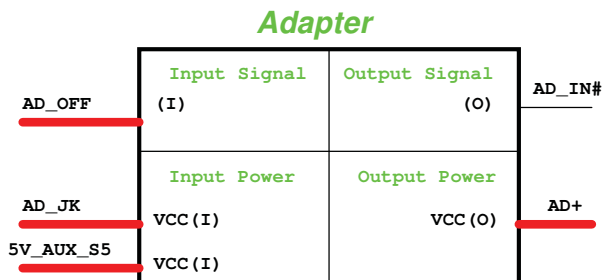 Adapter
Input Signal Output Signal
AD_OFF (I) (O) AD_IN#
Input Power Output Power
AD_JK VCC(I) VCC(O) AD+
5V_AUX_S5 VCC(I)